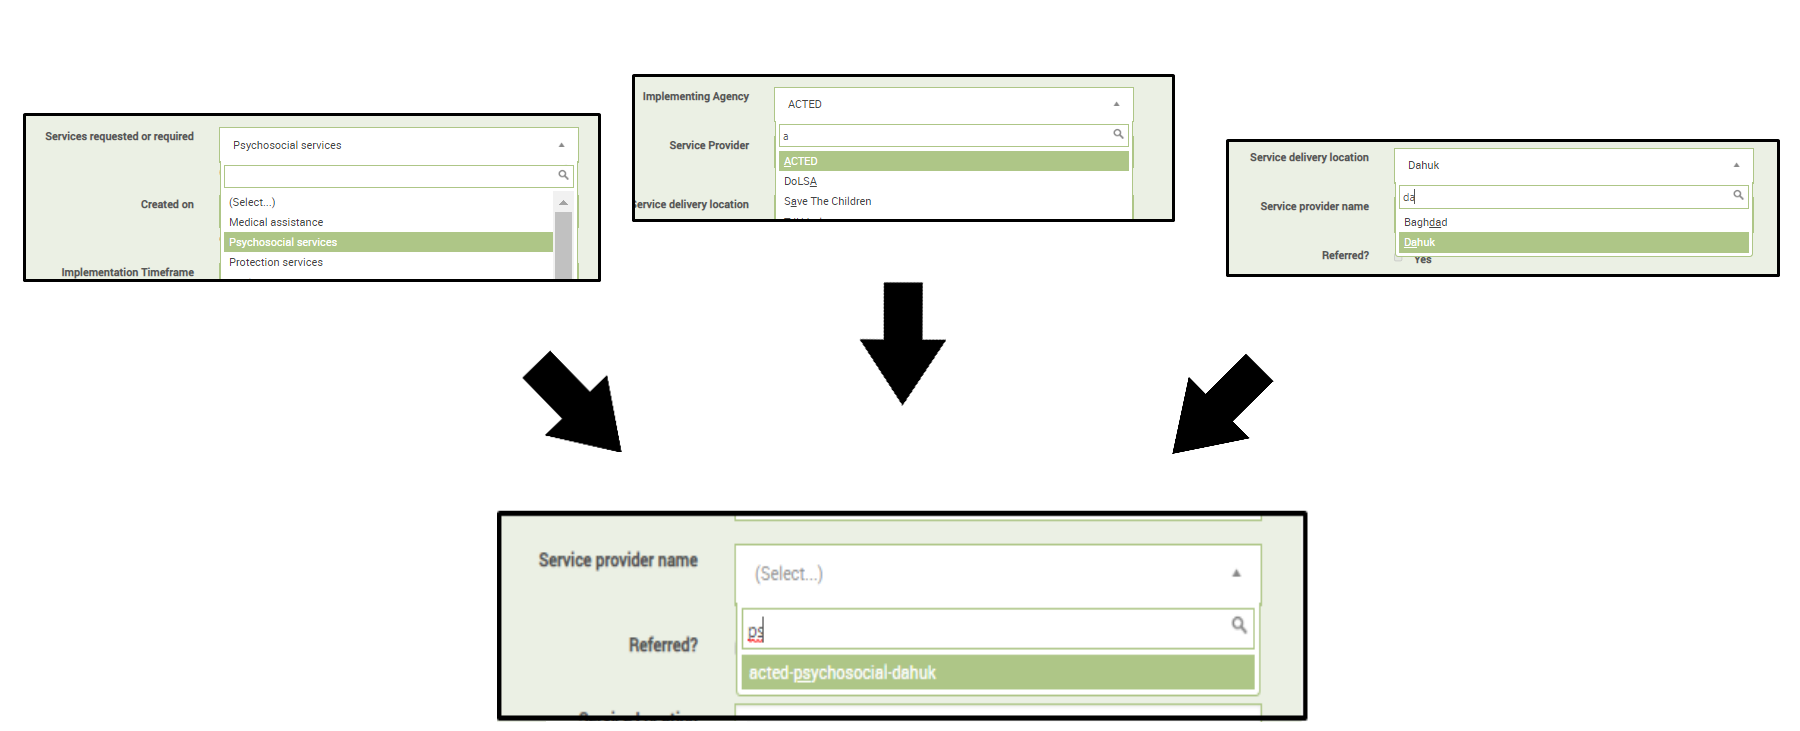 Services requested or required
Psychosocial services
Created on
(Select...)
Medical assistance
Psychosocial services
Protection services
Implementation Timeframe
Implementing Agency
ACTED
a
Service Provider
ACTED
DoLSA
Save The Children
Service delivery location
Service delivery location
Dahuk
da
Service provider name
Baghdad
Dahuk
Referred?
Yes
Service provider name
(Select...)
ps
Referred?
acted-psychosocial-dahuk